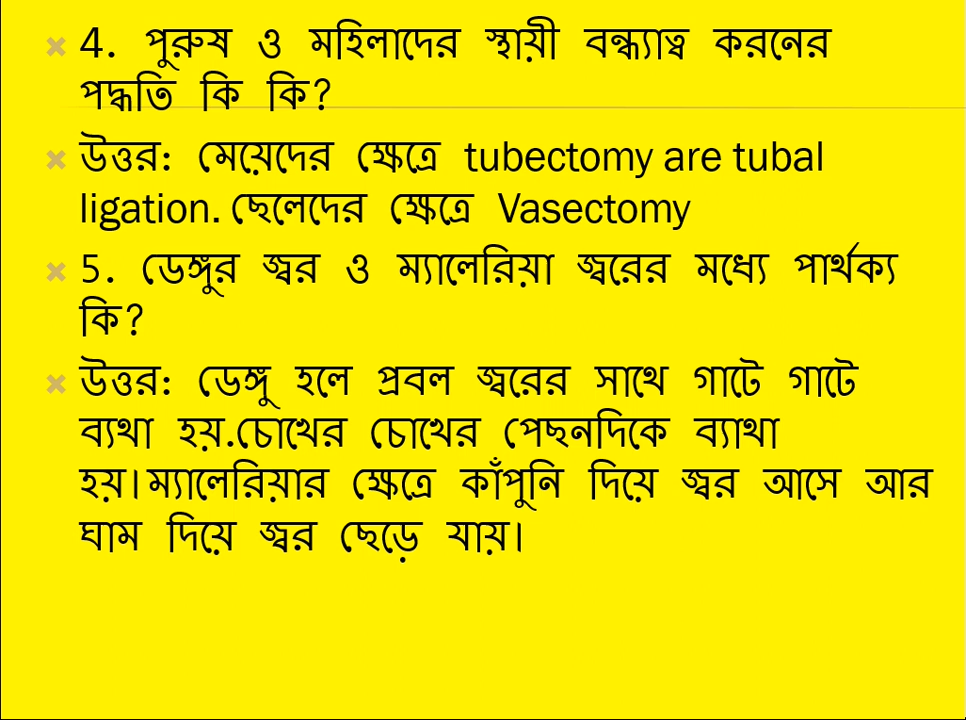 4. পুরুষ ও মহিলাদের স্থায়ী বন্ধ্যাত্ব করনের
পদ্ধতি কি কি?
উত্তর: মেয়েদের ক্ষেত্রে tubectomy are tubal
ligation. ছেলেদের ক্ষেত্রে Vasectomy
5. ডেঙ্গুর জ্বর ও ম্যালেরিয়া জ্বরের মধ্যে পার্থক্য
কি?
উত্তর: ডেঙ্গু হলে প্রবল জ্বরের সাথে গাটে গাটে
ব্যথা হয়.চোখের চোখের পেছনদিকে ব্যাথা
হয়।ম্যালেরিয়ার ক্ষেত্রে কাঁপুনি দিয়ে জ্বর আসে আর
ঘাম দিয়ে জ্বর ছেড়ে যায়।